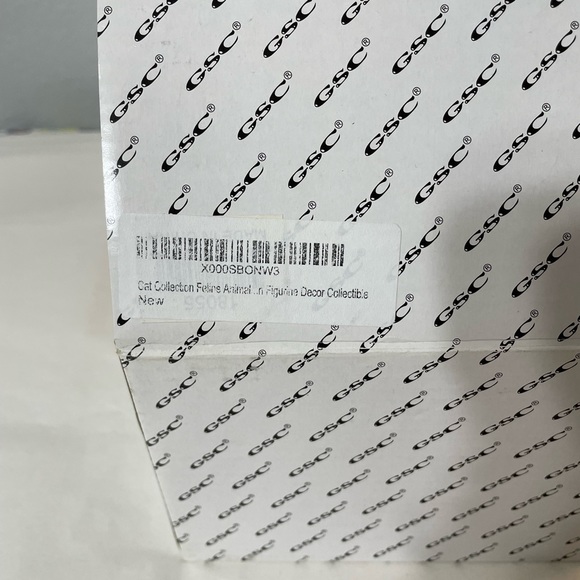 GSC®
X000SBONW3
Cat Collection Feline Animal ...n Figurine Decor Collectible
New